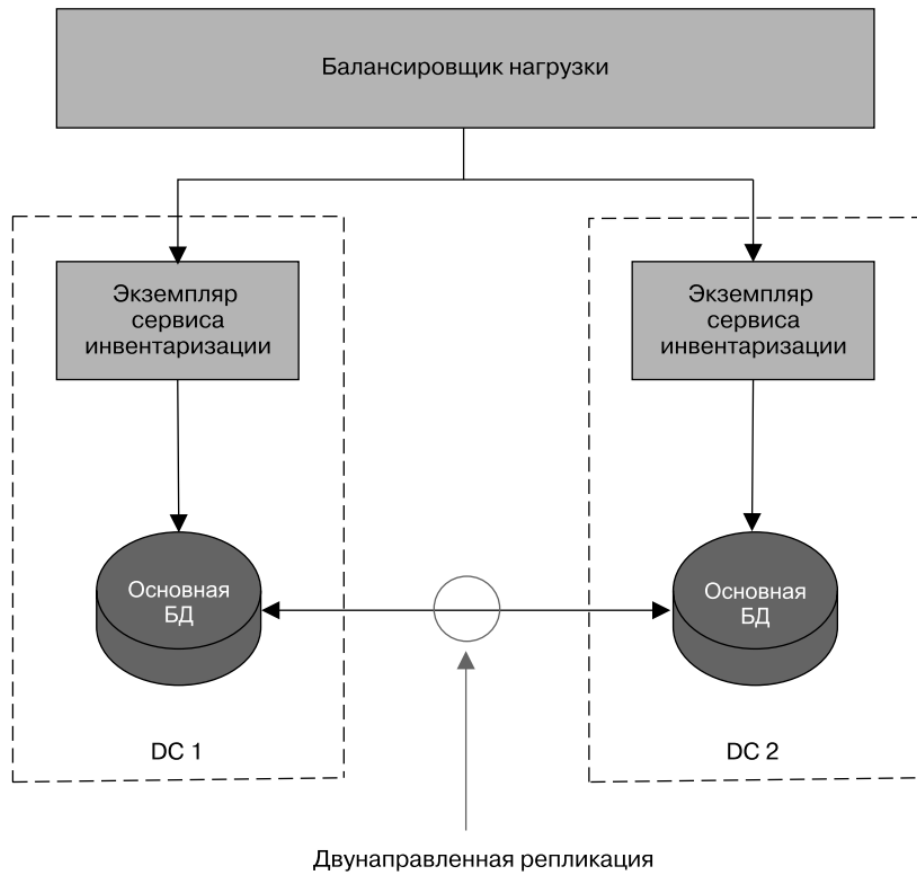 Балансировщик нагрузки
Экземпляр
сервиса
инвентаризации
Экземпляр
сервиса
инвентаризации
Основная
БД
Основная
БД
DC 1
DC 2
Двунаправленная репликация